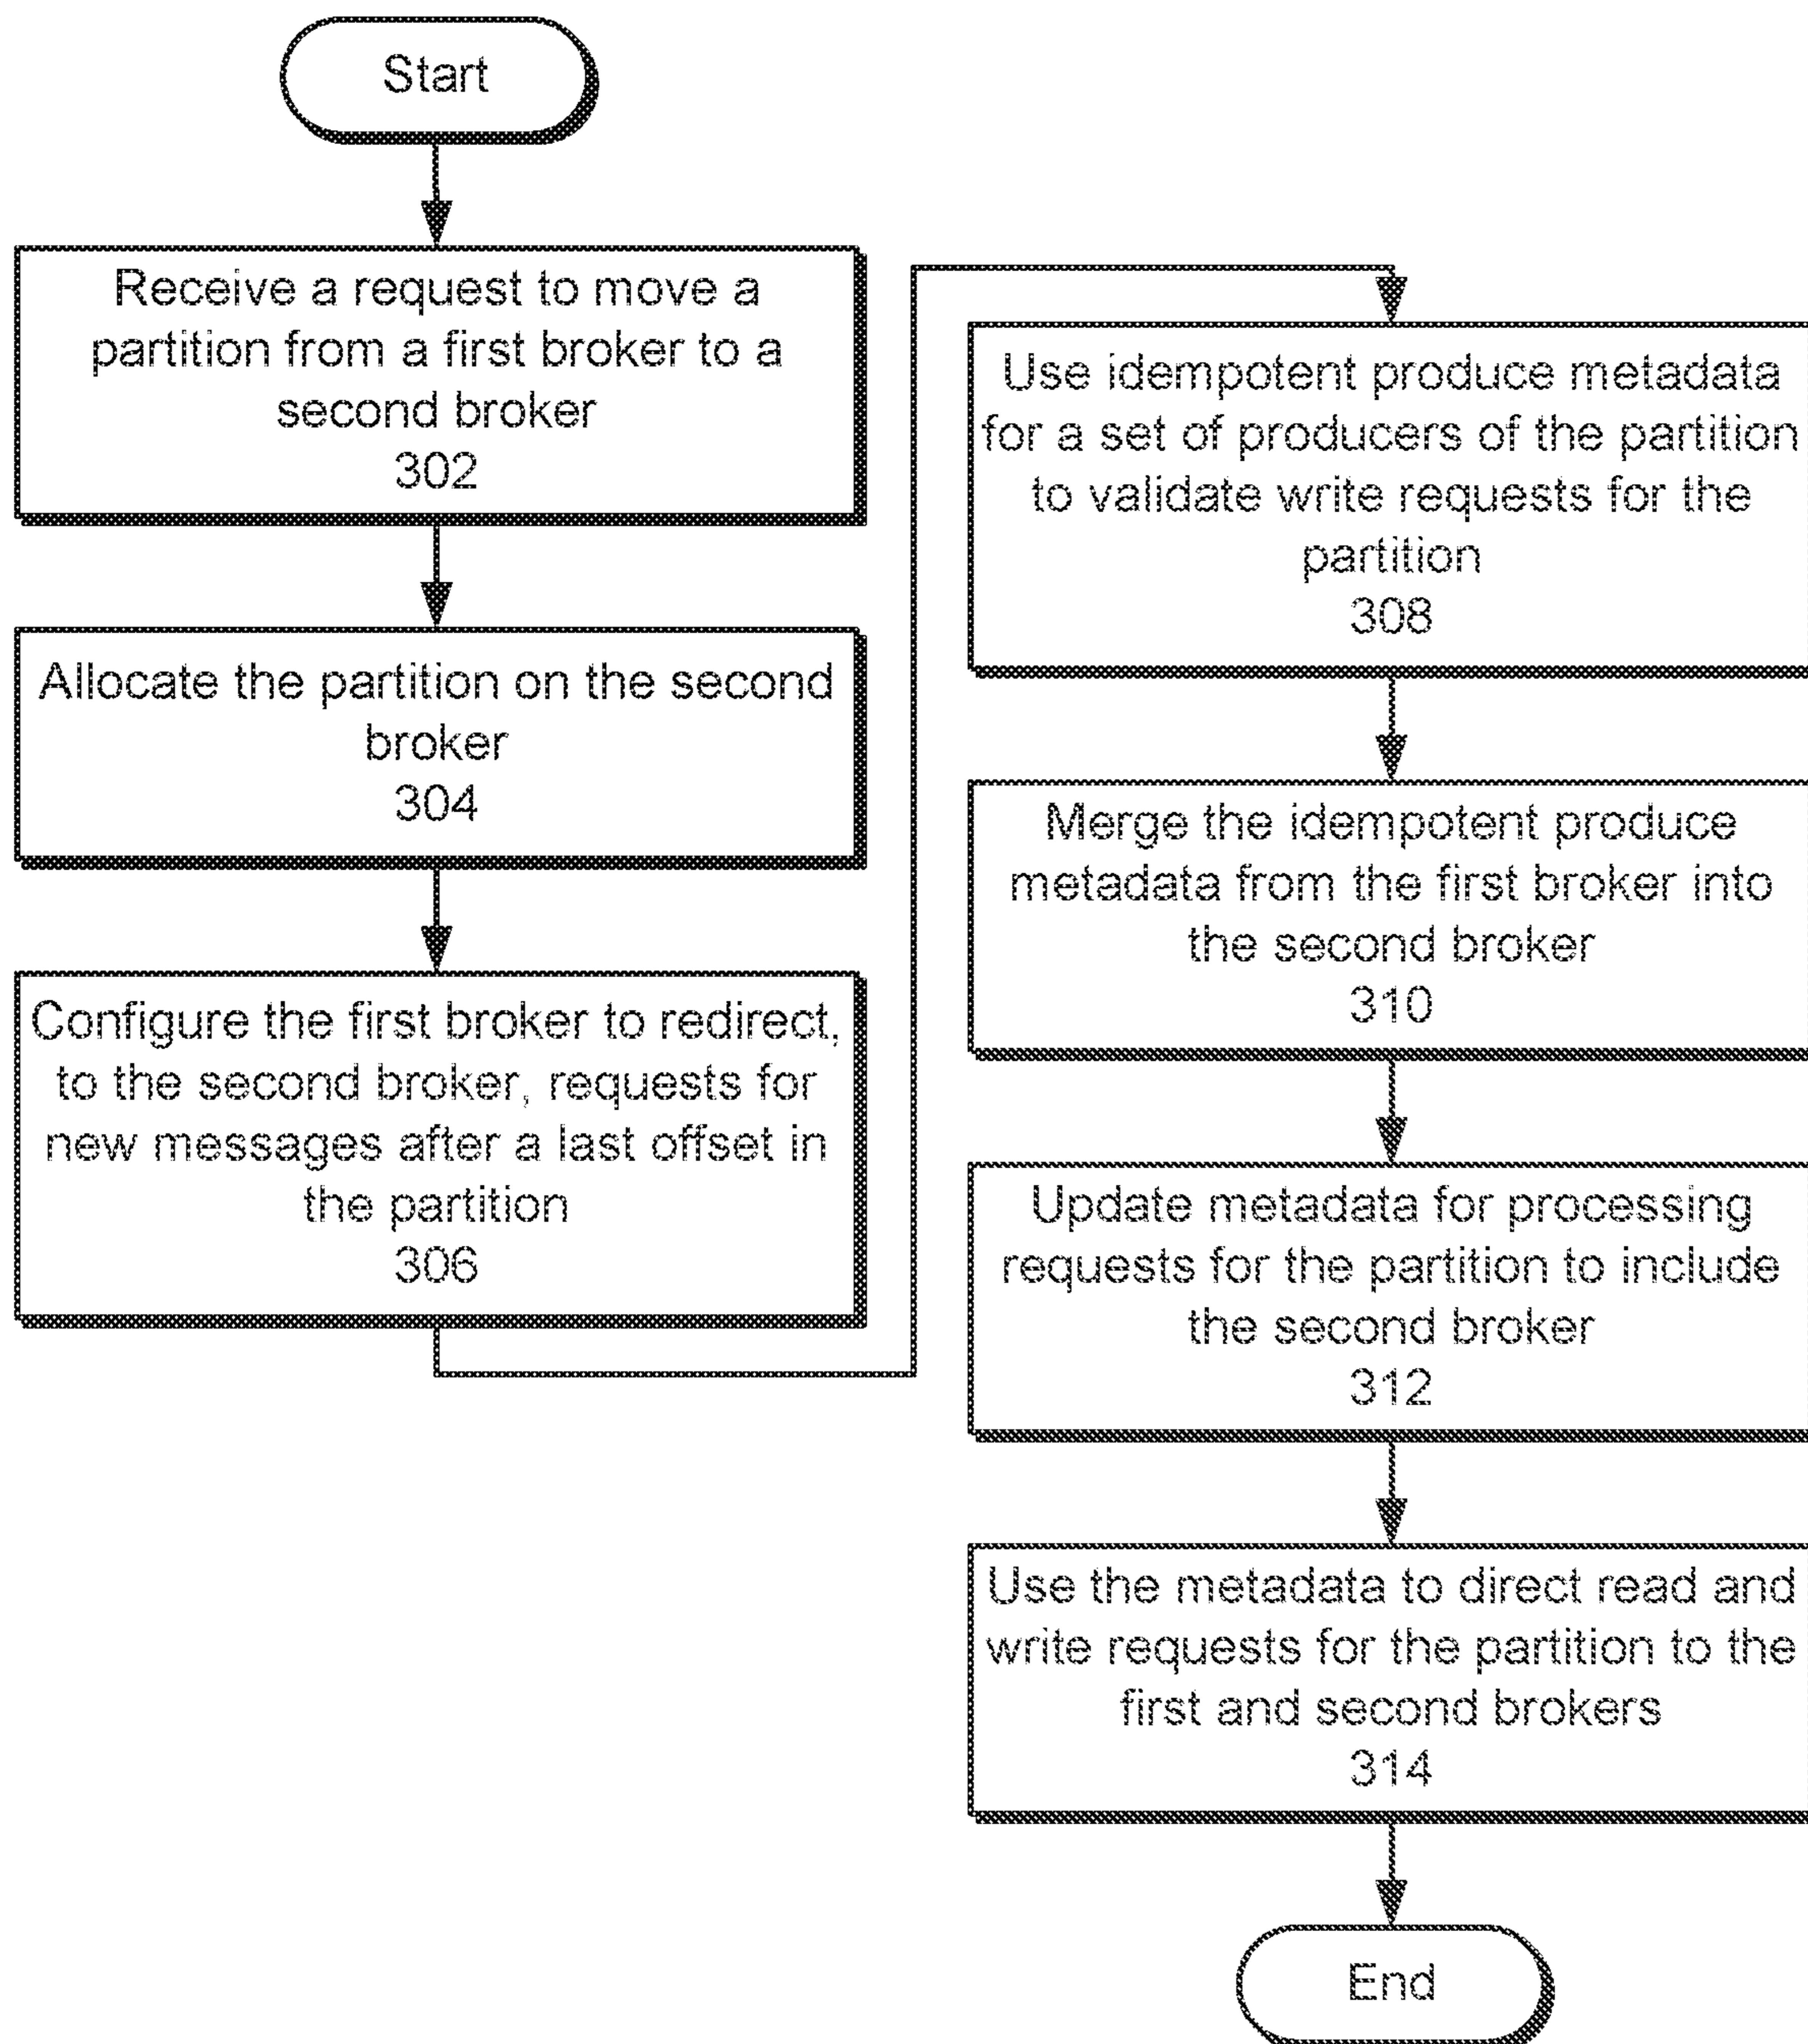 Start
Receive a request to move a
partition from a first broker to a
second broker
302
Allocate the partition on the second
broker
304
Configure the first broker to redirect,
to the second broker, requests for
new messages after a last offset in
the partition
306
Use idempotent produce metadata
for a set of producers of the partition
to validate write requests for the
partition
308
Merge the idempotent produce
metadata from the first broker into
the second broker
310
Update metadata for processing
requests for the partition to include
the second broker
312
Use the metadata to direct read and
write requests for the partition to the
first and second brokers
314
End